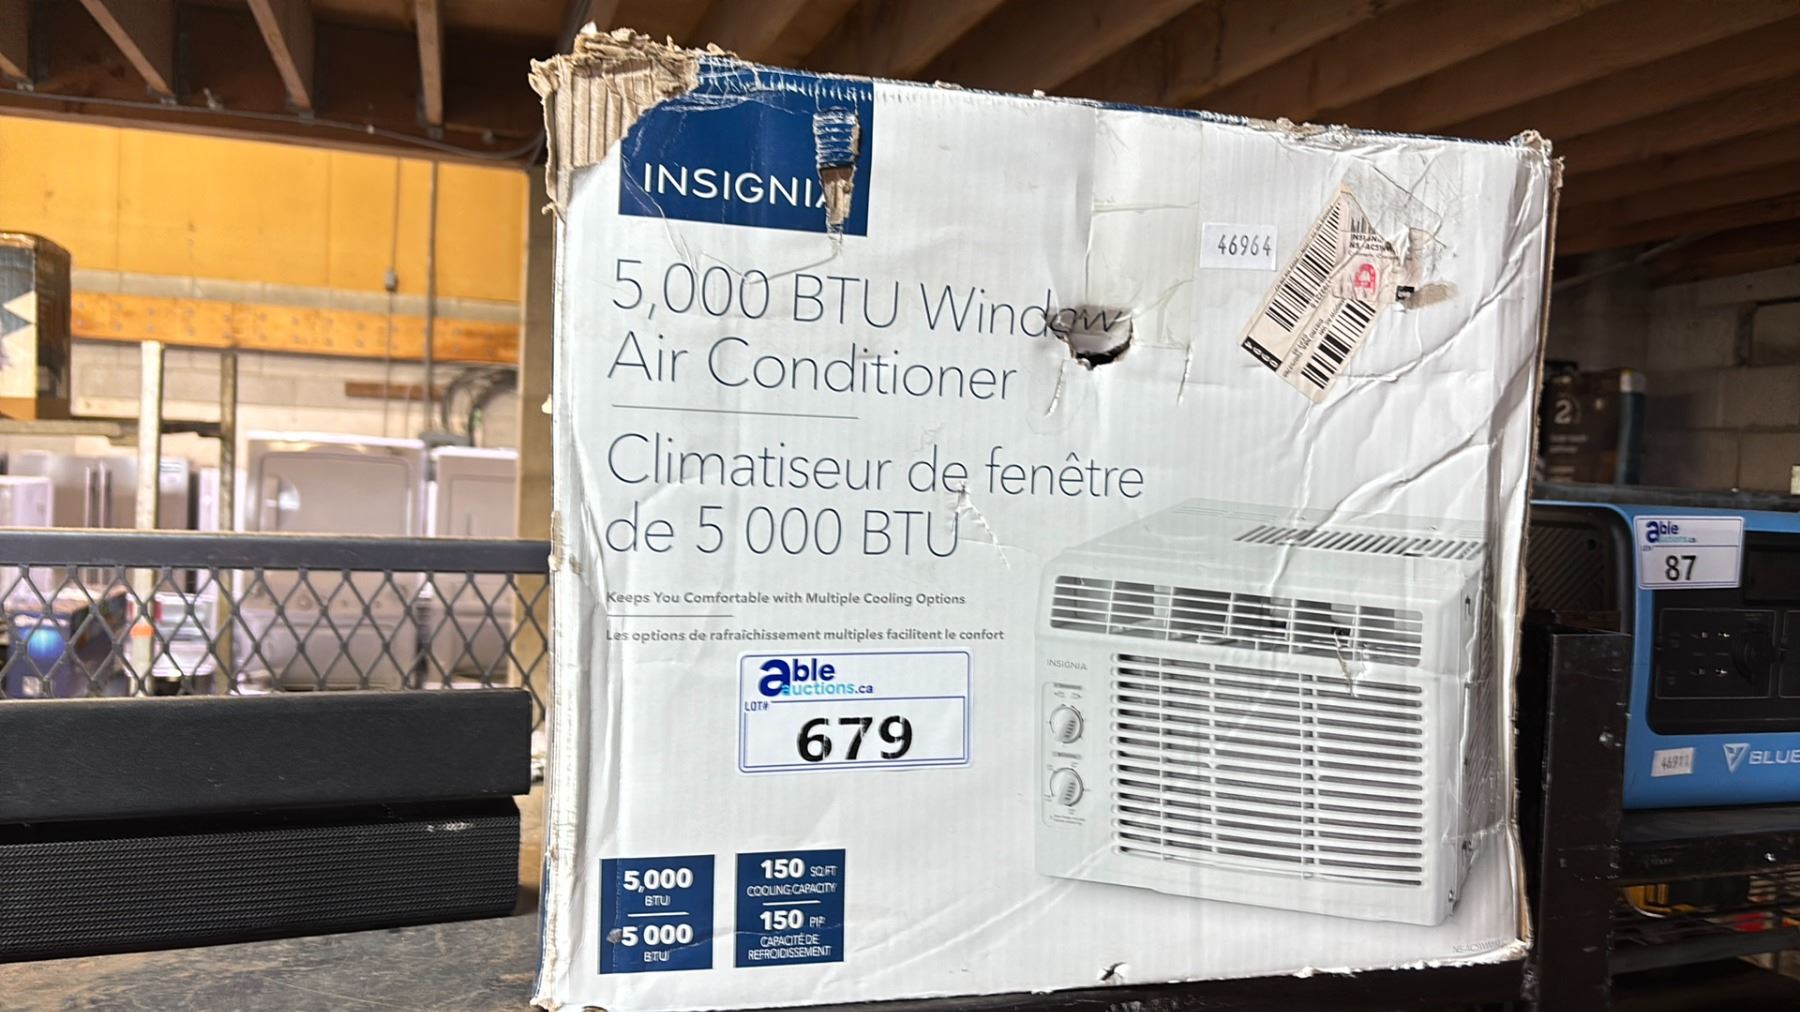 INSIGNIA
5,000 BTU Window
Air Conditioner
Climatiseur de fenêtre
de 5 000 BTU
Keeps You Comfortable with Multiple Cooling Options
Les options de rafraîchissement multiples facilitent le confort
46964
able
auctions.ca
LOT#
679
5,000
BTU
5 000
BTU
150 SQ FT
COOLING CAPACITY
150 PI²
CAPACITÉ DE
REFROIDISSEMENT
INSIGNIA
able
auctions.ca
87
46911
BLUE
2